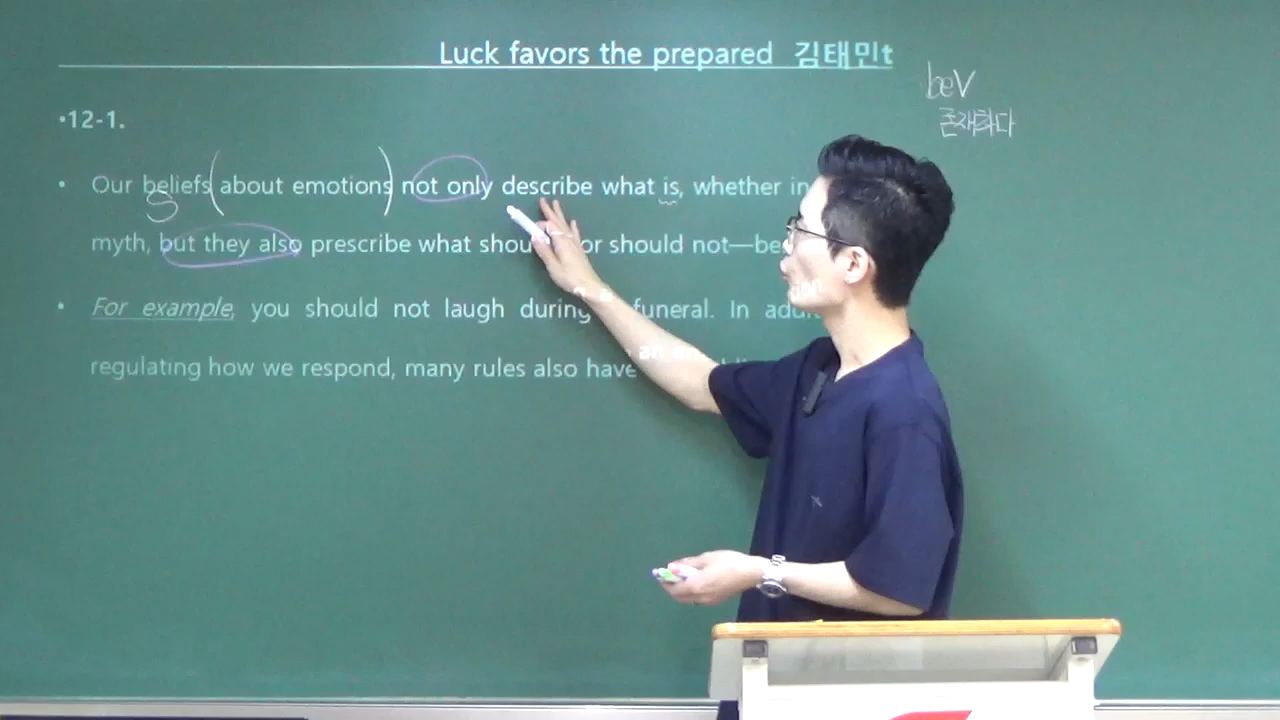 Luck favors the prepared 김태민t
beV
존재하다
•12-1.
• Our beliefs (about emotions) not only describe what is, whether in
S
myth, but they also prescribe what or should not—be
• For example, you should not laugh during funeral. In
regulating how we respond, many rules also have